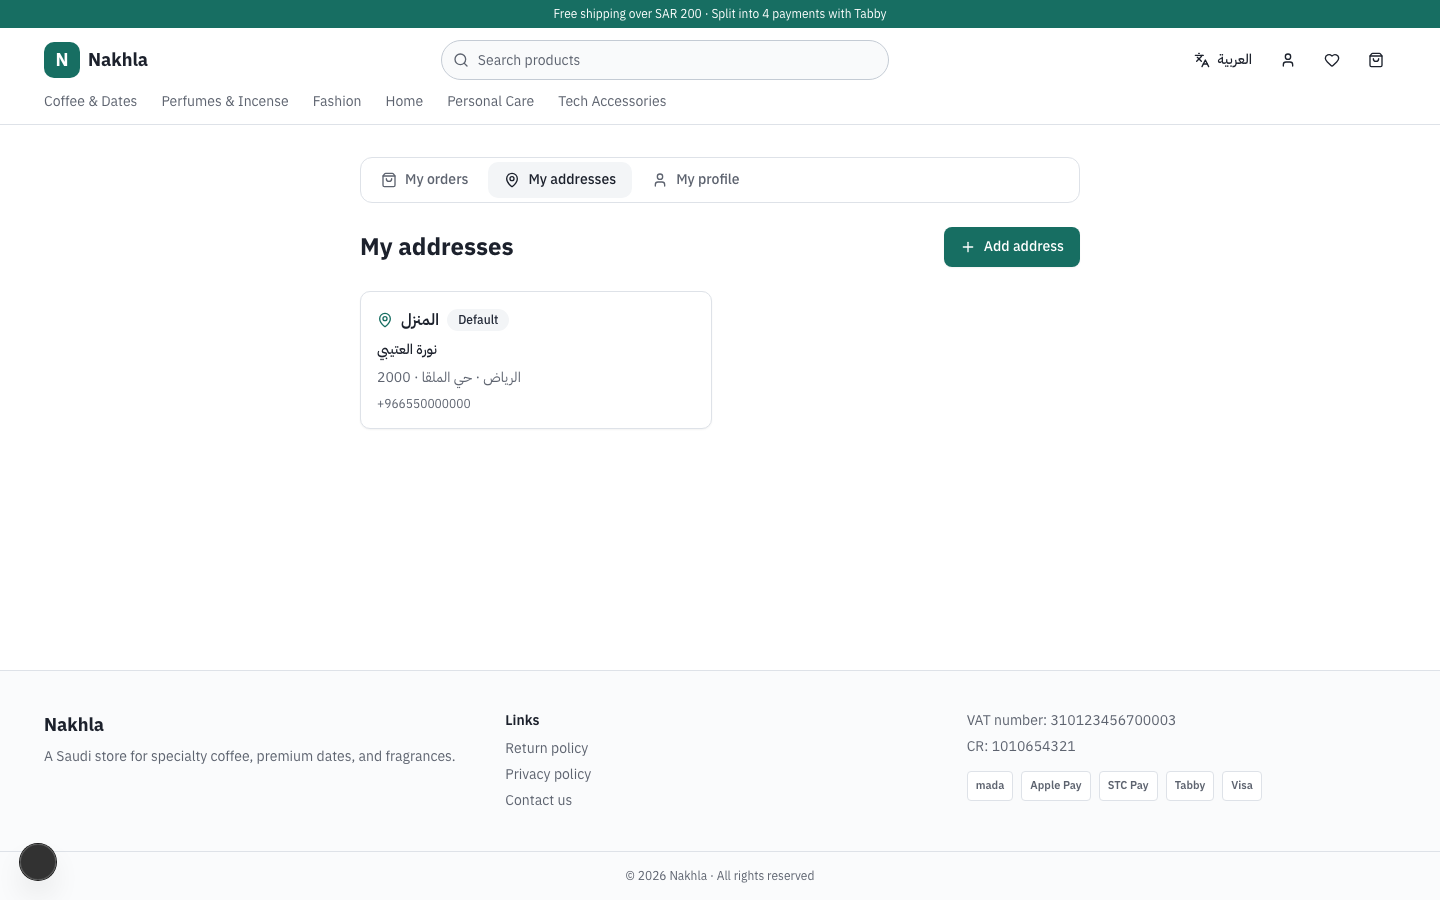 Free shipping over SAR 200 · Split into 4 payments with Tabby
N
Nakhla
Search products
العربية
Coffee & Dates
Perfumes & Incense
Fashion
Home
Personal Care
Tech Accessories
My orders
My addresses
My profile
My addresses
Add address
المنزل
Default
نورة العتيبي
الرياض · حي الملقا · 2000
+966550000000
Nakhla
A Saudi store for specialty coffee, premium dates, and fragrances.
Links
Return policy
Privacy policy
Contact us
VAT number: 310123456700003
CR: 1010654321
mada
Apple Pay
STC Pay
Tabby
Visa
© 2026 Nakhla · All rights reserved